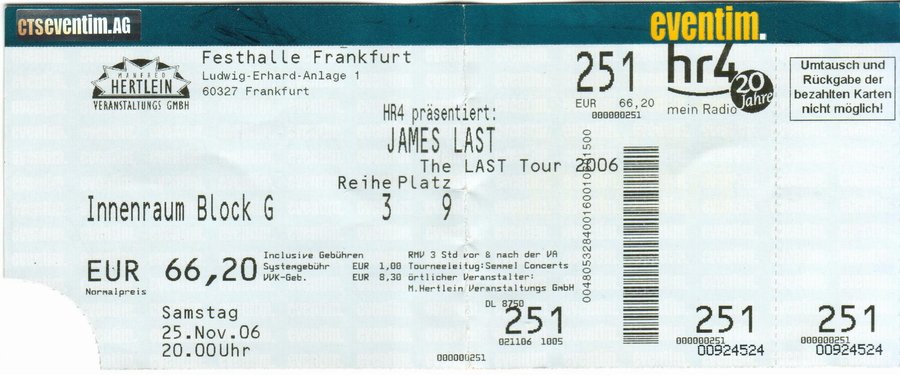 CTSEVENTIM.AG
eventim.
MANFRED
HERTLEIN
VERANSTALTUNGS GMBH
Festhalle Frankfurt
Ludwig-Erhard-Anlage 1
60327 Frankfurt
251
EUR 66,20
000000251
hr4
mein Radio
20 Jahre
Umtausch und
Rückgabe der
bezahlten Karten
nicht möglich!
HR4 präsentiert:
JAMES LAST
The LAST Tour 2006
Reihe Platz
Innenraum Block G 3 9
EUR 66,20
Normalpreis
Inclusive Gebühren
Systemgebühr EUR 1,00
VVK-Geb. EUR 8,30
RMV 3 Std vor & nach der VA
Tourneeleitug:Semmel Concerts
örtlicher Veranstalter:
M.Hertlein Veranstaltungs GmbH
Samstag
25.Nov.06
20.00Uhr
DL 8750
251
021106 1005
000000251
251
000000251
00924524
251
000000251
00924524